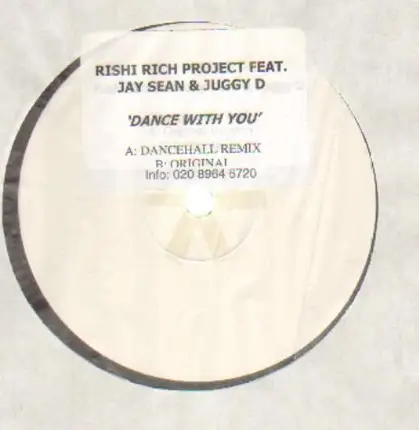 RISHI RICH PROJECT FEAT.
JAY SEAN & JUGGY D
'DANCE WITH YOU'
A: DANCEHALL REMIX
B: ORIGINAL
Info: 020 8964 6720